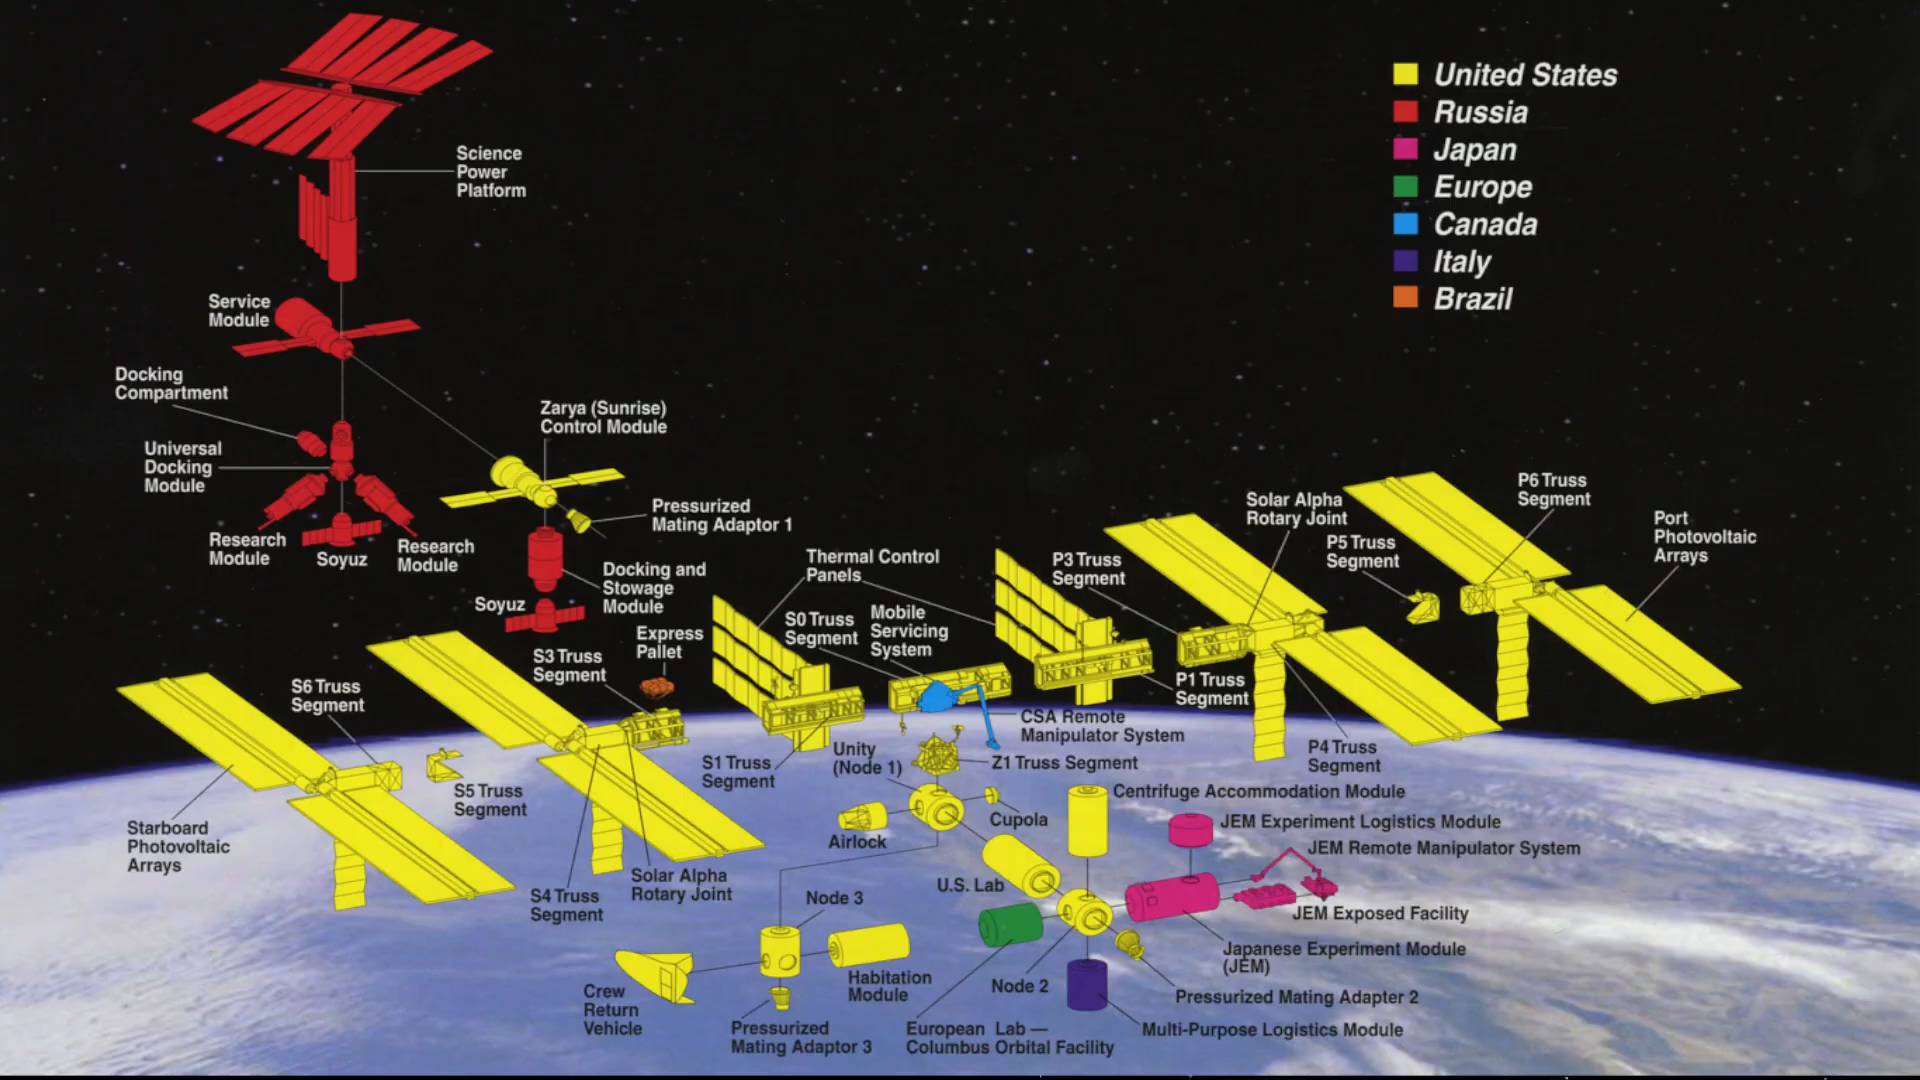 United States
Russia
Japan
Europe
Canada
Italy
Brazil
Science
Power
Platform
Service
Module
Docking
Compartment
Universal
Docking
Module
Research
Module
Soyuz
Research
Module
Zarya (Sunrise)
Control Module
Pressurized
Mating Adaptor 1
Docking and
Stowage
Module
Soyuz
Express
Pallet
Thermal Control
Panels
S0 Truss
Segment
Mobile
Servicing
System
P3 Truss
Segment
Solar Alpha
Rotary Joint
P5 Truss
Segment
P6 Truss
Segment
Port
Photovoltaic
Arrays
S3 Truss
Segment
S6 Truss
Segment
P1 Truss
Segment
CSA Remote
Manipulator System
P4 Truss
Segment
S1 Truss
Segment
Unity
(Node 1)
Z1 Truss Segment
S5 Truss
Segment
Starboard
Photovoltaic
Arrays
Cupola
Airlock
Centrifuge Accommodation Module
JEM Experiment Logistics Module
JEM Remote Manipulator System
S4 Truss
Segment
Solar Alpha
Rotary Joint
U.S. Lab
Node 3
JEM Exposed Facility
Japanese Experiment Module
(JEM)
Crew
Return
Vehicle
Habitation
Module
Node 2
Pressurized Mating Adapter 2
Pressurized
Mating Adaptor 3
European Lab —
Columbus Orbital Facility
Multi-Purpose Logistics Module